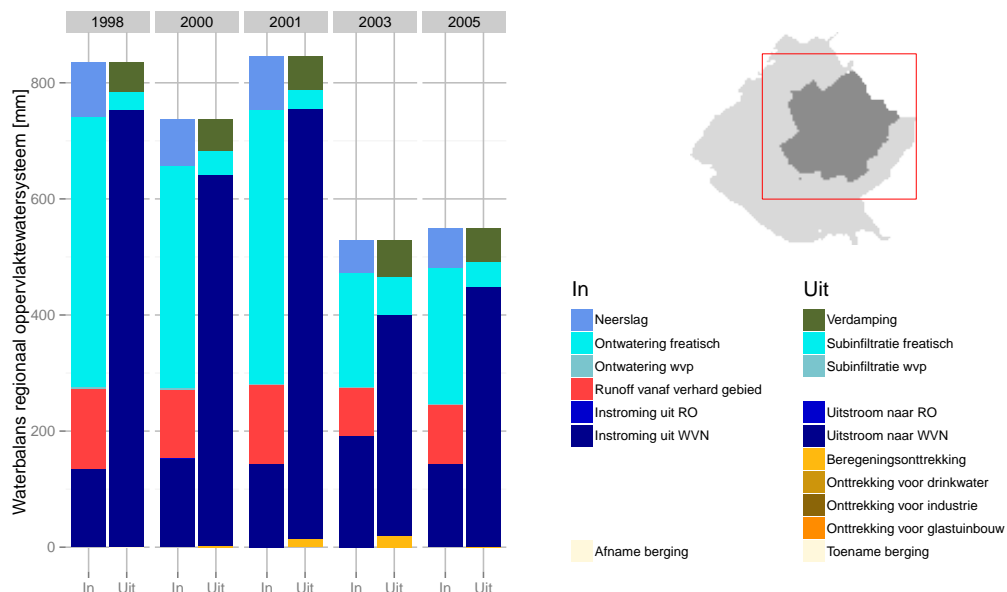 1998 2000 2001 2003 2005
Waterbalans regionaal oppervlaktewatersysteem [mm]
800
600
400
200
0
In Uit In Uit In Uit In Uit In Uit
In
Neerslag
Ontwatering freatisch
Ontwatering wvp
Runoff vanaf verhard gebied
Instroming uit RO
Instroming uit WVN
Afname berging
Uit
Verdamping
Subinfiltratie freatisch
Subinfiltratie wvp
Uitstroom naar RO
Uitstroom naar WVN
Beregeningsonttrekking
Onttrekking voor drinkwater
Onttrekking voor industrie
Onttrekking voor glastuinbouw
Toename berging